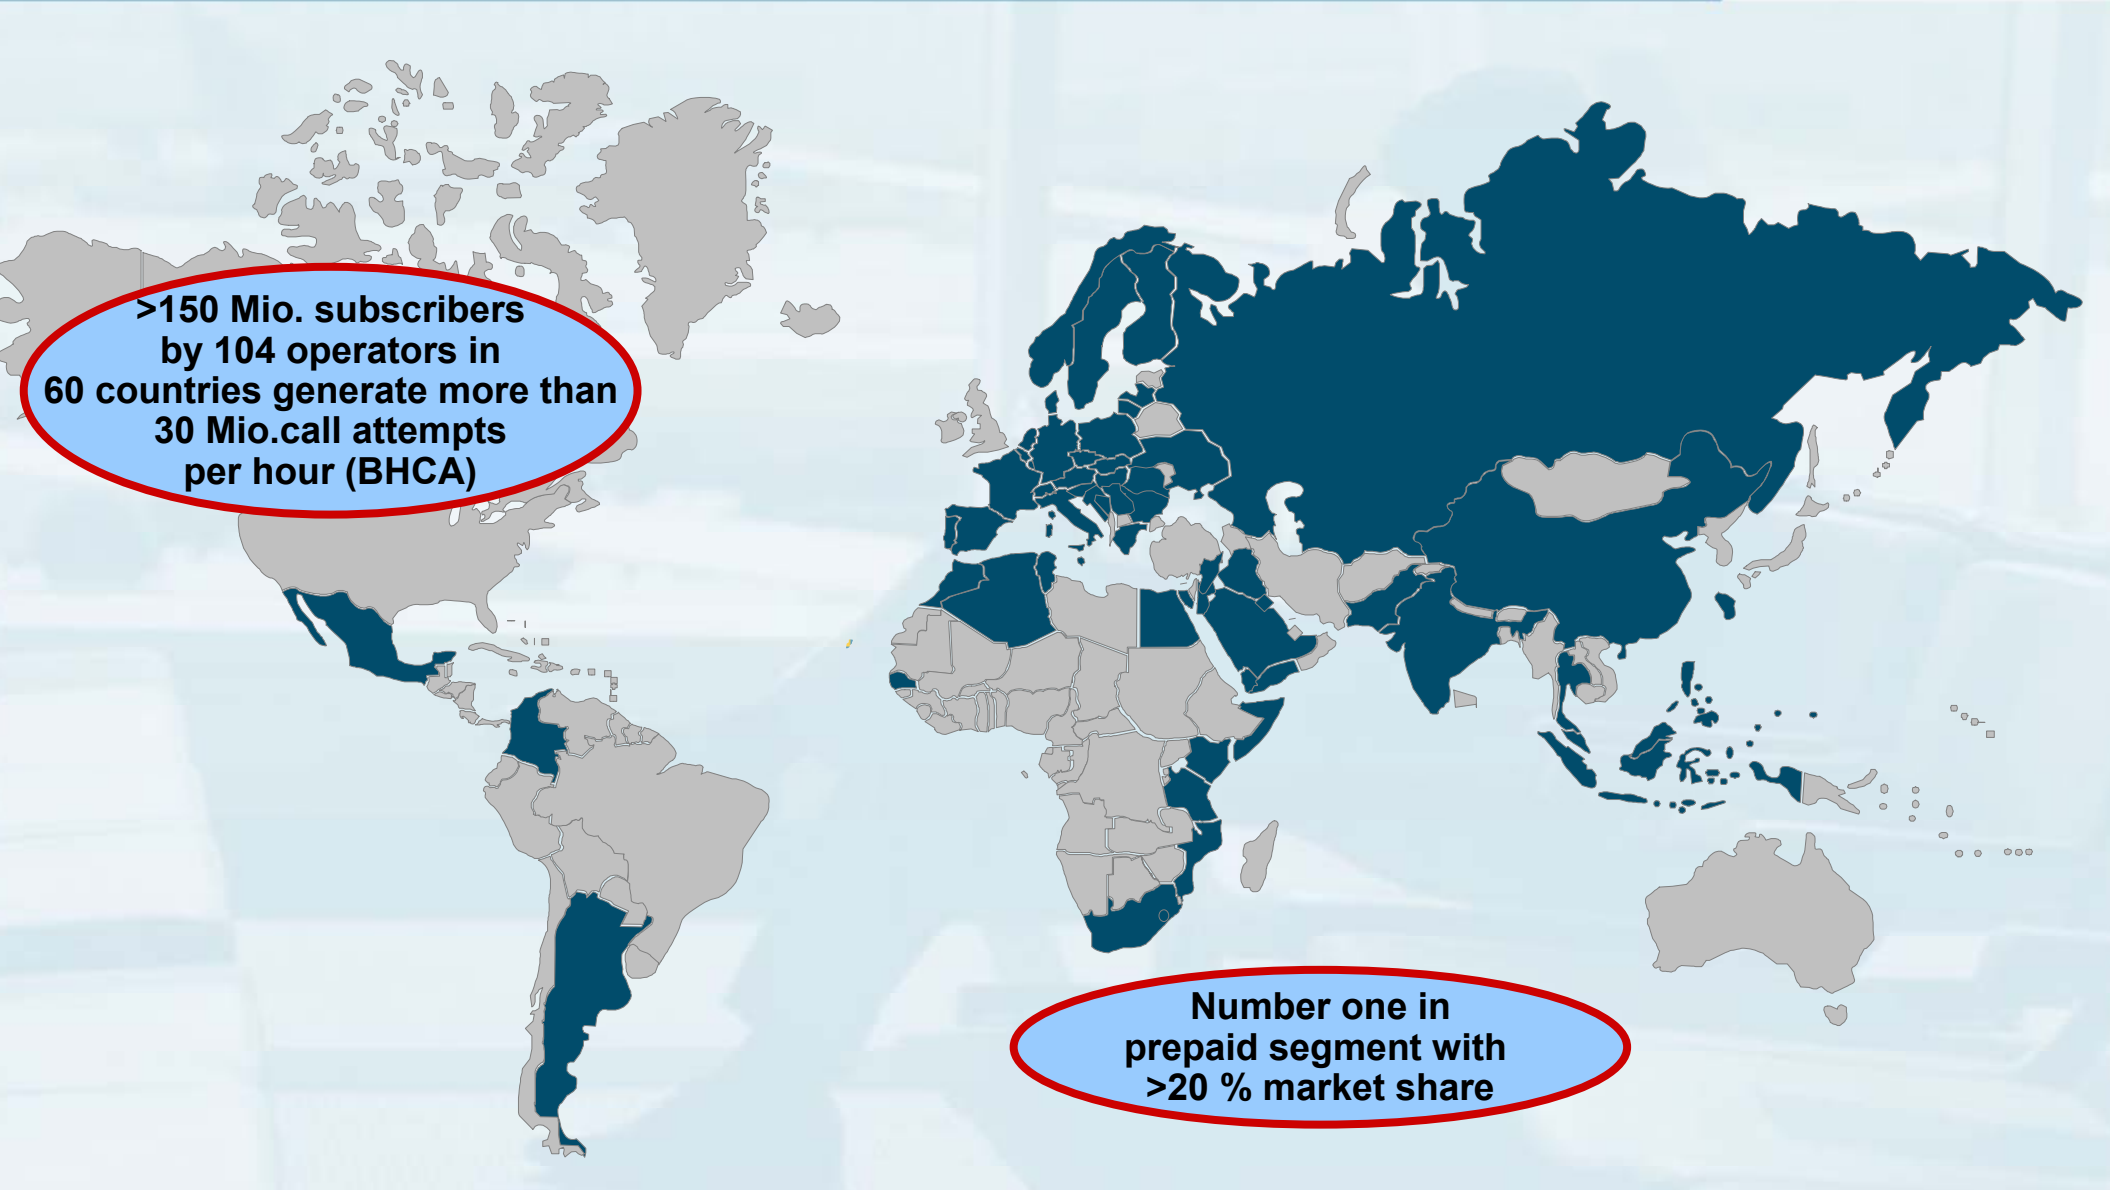 >150 Mio. subscribers
by 104 operators in
60 countries generate more than
30 Mio.call attempts
per hour (BHCA)
Number one in
prepaid segment with
>20 % market share